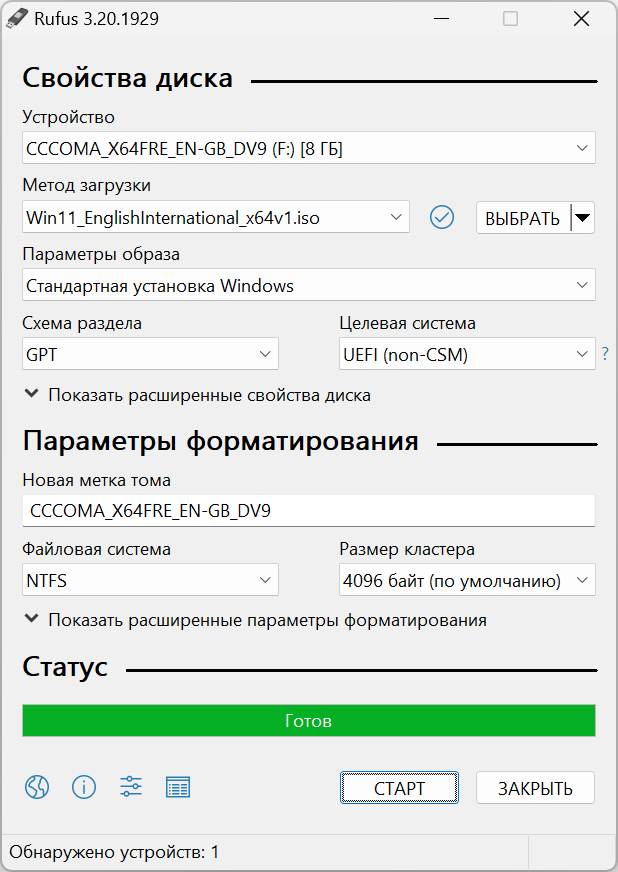 Rufus 3.20.1929
Свойства диска
Устройство
CCCOMA_X64FRE_EN-GB_DV9 (F:) [8 ГБ]
Метод загрузки
Win11_EnglishInternational_x64v1.iso
ВЫБРАТЬ
Параметры образа
Стандартная установка Windows
Схема раздела
Целевая система
GPT
UEFI (non-CSM)
?
Показать расширенные свойства диска
Параметры форматирования
Новая метка тома
CCCOMA_X64FRE_EN-GB_DV9
Файловая система
Размер кластера
NTFS
4096 байт (по умолчанию)
Показать расширенные параметры форматирования
Статус
Готов
СТАРТ
ЗАКРЫТЬ
Обнаружено устройств: 1